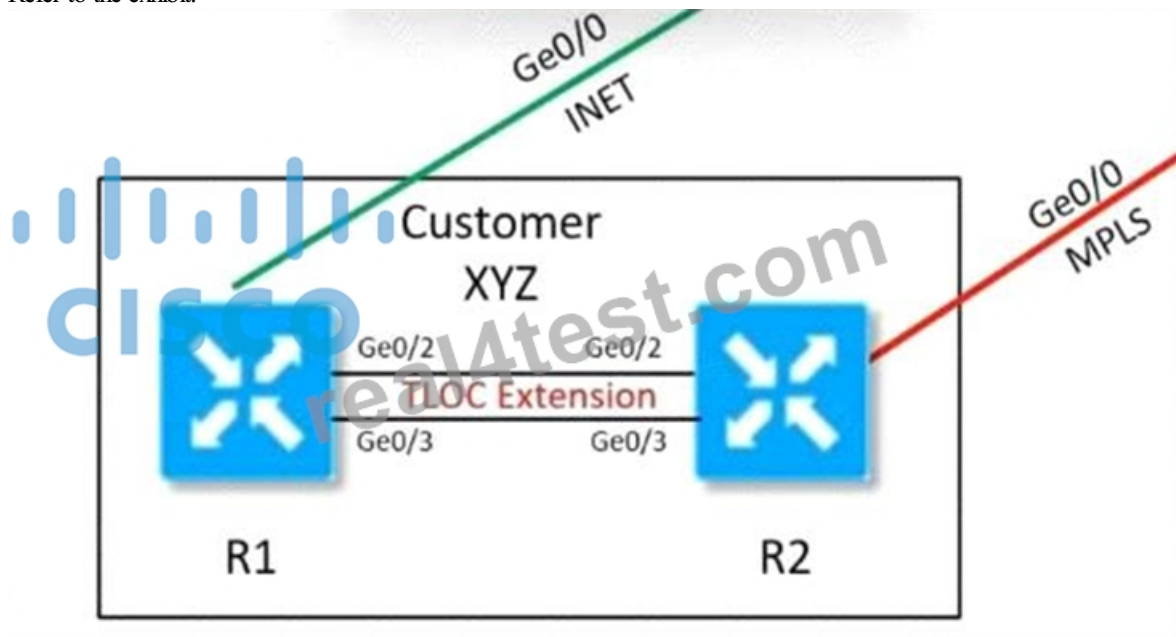 Refer to the exhibit.
Ge0/0
INET
Ge0/0
MPLS
Customer
XYZ
CISCO
real4test.com
Ge0/2
Ge0/2
TLOC Extension
Ge0/3
Ge0/3
R1
R2